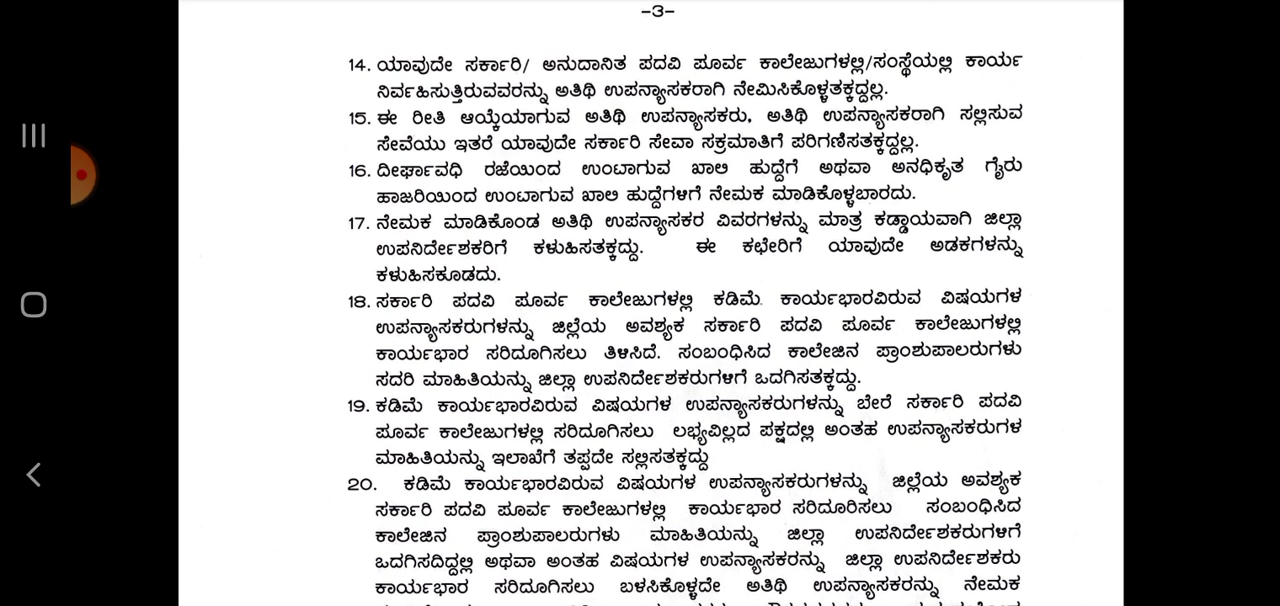 -3-
14. ಯಾವುದೇ ಸರ್ಕಾರಿ/ ಅನುದಾನಿತ ಪದವಿ ಪೂರ್ವ ಕಾಲೇಜುಗಳಲ್ಲಿ/ಸಂಸ್ಥೆಯಲ್ಲಿ ಕಾರ್ಯ
ನಿರ್ವಹಿಸುತ್ತಿರುವವರನ್ನು ಅತಿಥಿ ಉಪನ್ಯಾಸಕರಾಗಿ ನೇಮಿಸಿಕೊಳ್ಳತಕ್ಕದ್ದಲ್ಲ.
15. ಈ ರೀತಿ ಆಯ್ಕೆಯಾಗುವ ಅತಿಥಿ ಉಪನ್ಯಾಸಕರು, ಅತಿಥಿ ಉಪನ್ಯಾಸಕರಾಗಿ ಸಲ್ಲಿಸುವ
ಸೇವೆಯು ಇತರೆ ಯಾವುದೇ ಸರ್ಕಾರಿ ಸೇವಾ ಸಕ್ರಮಾತಿಗೆ ಪರಿಗಣಿಸತಕ್ಕದ್ದಲ್ಲ.
16. ದೀರ್ಘಾವಧಿ ರಜೆಯಿಂದ ಉಂಟಾಗುವ ಖಾಲಿ ಹುದ್ದೆಗೆ ಅಥವಾ ಅನಧಿಕೃತ ಗೈರು
ಹಾಜರಿಯಿಂದ ಉಂಟಾಗುವ ಖಾಲಿ ಹುದ್ದೆಗಳಿಗೆ ನೇಮಕ ಮಾಡಿಕೊಳ್ಳಬಾರದು.
17. ನೇಮಕ ಮಾಡಿಕೊಂಡ ಅತಿಥಿ ಉಪನ್ಯಾಸಕರ ವಿವರಗಳನ್ನು ಮಾತ್ರ ಕಡ್ಡಾಯವಾಗಿ ಜಿಲ್ಲಾ
ಉಪನಿರ್ದೇಶಕರಿಗೆ ಕಳುಹಿಸತಕ್ಕದ್ದು. ಈ ಕಛೇರಿಗೆ ಯಾವುದೇ ಅಡಕಗಳನ್ನು
ಕಳುಹಿಸಕೂಡದು.
18. ಸರ್ಕಾರಿ ಪದವಿ ಪೂರ್ವ ಕಾಲೇಜುಗಳಲ್ಲಿ ಕಡಿಮೆ ಕಾರ್ಯಭಾರವಿರುವ ವಿಷಯಗಳ
ಉಪನ್ಯಾಸಕರುಗಳನ್ನು ಜಿಲ್ಲೆಯ ಅವಶ್ಯಕ ಸರ್ಕಾರಿ ಪದವಿ ಪೂರ್ವ ಕಾಲೇಜುಗಳಲ್ಲಿ
ಕಾರ್ಯಭಾರ ಸರಿದೂಗಿಸಲು ತಿಳಿಸಿದೆ. ಸಂಬಂಧಿಸಿದ ಕಾಲೇಜಿನ ಪ್ರಾಂಶುಪಾಲರುಗಳು
ಸದರಿ ಮಾಹಿತಿಯನ್ನು ಜಿಲ್ಲಾ ಉಪನಿರ್ದೇಶಕರುಗಳಿಗೆ ಒದಗಿಸತಕ್ಕದ್ದು.
19. ಕಡಿಮೆ ಕಾರ್ಯಭಾರವಿರುವ ವಿಷಯಗಳ ಉಪನ್ಯಾಸಕರುಗಳನ್ನು ಬೇರೆ ಸರ್ಕಾರಿ ಪದವಿ
ಪೂರ್ವ ಕಾಲೇಜುಗಳಲ್ಲಿ ಸರಿದೂಗಿಸಲು ಲಭ್ಯವಿಲ್ಲದ ಪಕ್ಷದಲ್ಲಿ ಅಂತಹ ಉಪನ್ಯಾಸಕರುಗಳ
ಮಾಹಿತಿಯನ್ನು ಇಲಾಖೆಗೆ ತಪ್ಪದೇ ಸಲ್ಲಿಸತಕ್ಕದ್ದು
20. ಕಡಿಮೆ ಕಾರ್ಯಭಾರವಿರುವ ವಿಷಯಗಳ ಉಪನ್ಯಾಸಕರುಗಳನ್ನು ಜಿಲ್ಲೆಯ ಅವಶ್ಯಕ
ಸರ್ಕಾರಿ ಪದವಿ ಪೂರ್ವ ಕಾಲೇಜುಗಳಲ್ಲಿ ಕಾರ್ಯಭಾರ ಸರಿದೂರಿಸಲು ಸಂಬಂಧಿಸಿದ
ಕಾಲೇಜಿನ ಪ್ರಾಂಶುಪಾಲರುಗಳು ಮಾಹಿತಿಯನ್ನು ಜಿಲ್ಲಾ ಉಪನಿರ್ದೇಶಕರುಗಳಿಗೆ
ಒದಗಿಸದಿದ್ದಲ್ಲಿ ಅಥವಾ ಅಂತಹ ವಿಷಯಗಳ ಉಪನ್ಯಾಸಕರನ್ನು ಜಿಲ್ಲಾ ಉಪನಿರ್ದೇಶಕರು
ಕಾರ್ಯಭಾರ ಸರಿದೂಗಿಸಲು ಬಳಸಿಕೊಳ್ಳದೇ ಅತಿಥಿ ಉಪನ್ಯಾಸಕರನ್ನು ನೇಮಕ